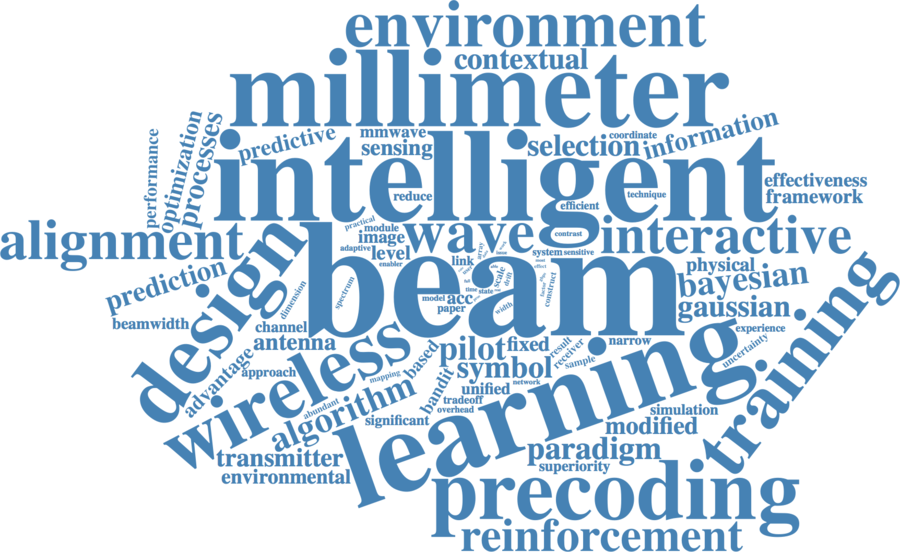 environment
contextual
millimeter
coordinate
mmwave
predictive
sensing
selection
information
performance
optimization
processes
intelligent
reduce
technique
efficient
effectiveness
framework
practical
module
image
wave
contrast
interactive
alignment
adaptive
level
enabler
link
array
system
sensitive
design
beam
physical
bayesian
gaussian
prediction
dimension
spectrum
scale
drift
construct
time
state
model
acc
paper
width
beamwidth
channel
antenna
wireless
based
pilot
fixed
result
receiver
narrow
experience
uncertainty
training
advantage
approach
mapping
symbol
sample
learning
abundant
algorithm
bandit
unified
network
tradeoff
overhead
significant
simulation
modified
transmitter
environmental
paradigm
superiority
precoding
reinforcement